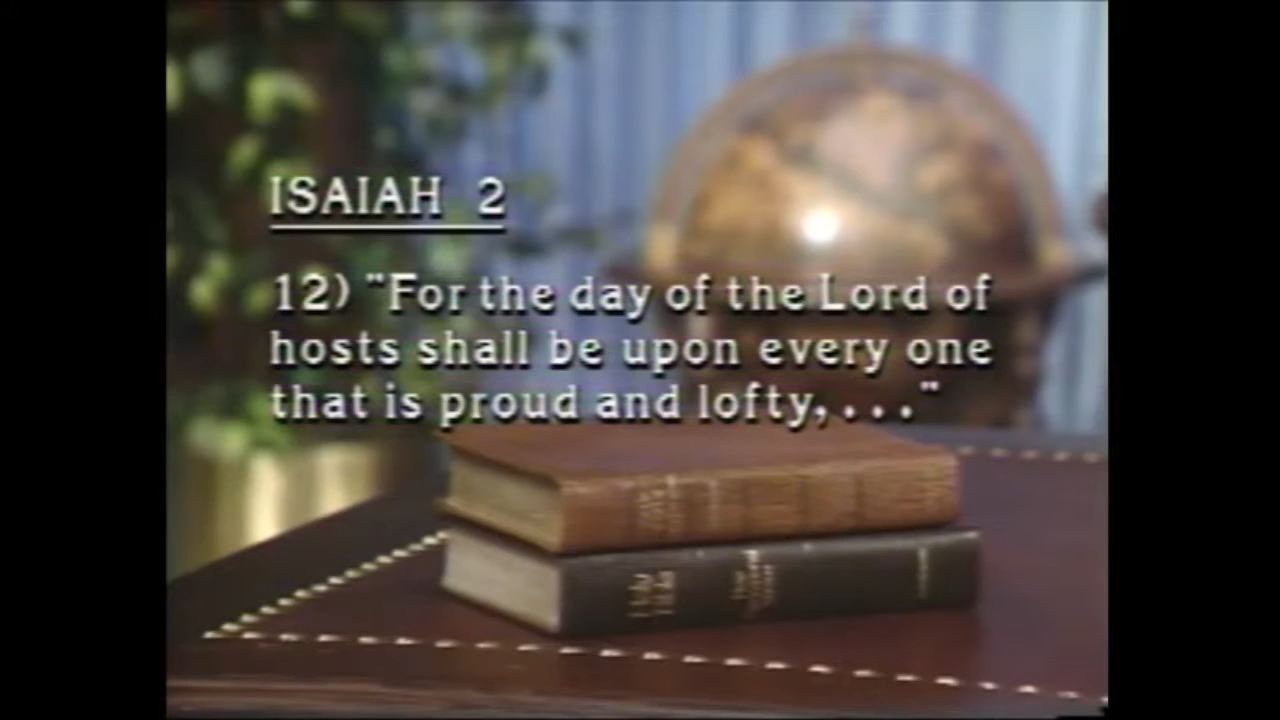 ISAIAH 2
12) "For the day of the Lord of
hosts shall be upon every one
that is proud and lofty,..."
Holy